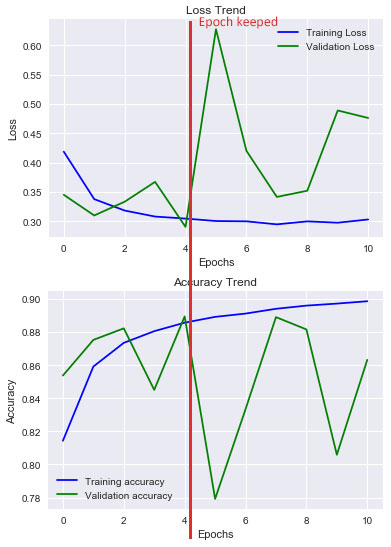 Loss Trend
Epoch keeped
Training Loss
Validation Loss
0.60
0.55
0.50
0.45
0.40
0.35
0.30
Loss
0 2 4 6 8 10
Epochs
Accuracy Trend
0.90
0.88
0.86
0.84
0.82
0.80
0.78
Accuracy
Training accuracy
Validation accuracy
0 2 4 6 8 10
Epochs